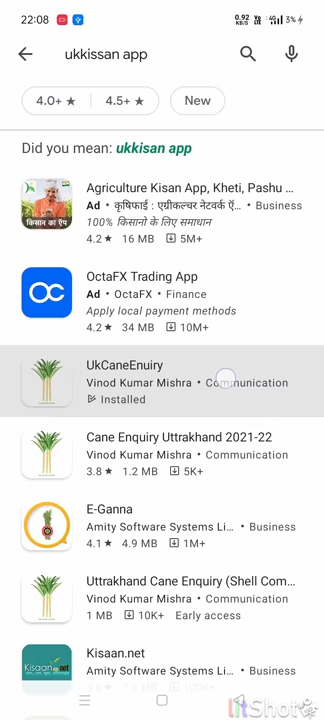 22:08
0.92 KB/S
4G
3%
ukkissan app
4.0+ ★
4.5+ ★
New
Did you mean: ukkisan app
किसान का ऐप
Agriculture Kisan App, Kheti, Pashu ...
Ad • कृषिफाई : एग्रीकल्चर नेटवर्क ऍ... • Business
100% किसानो के लिए समाधान
4.2★ 16 MB 5M+
OctaFX Trading App
Ad • OctaFX • Finance
Apply local payment methods
4.2★ 34 MB 10M+
UkCaneEnuiry
Vinod Kumar Mishra • Communication
Installed
Cane Enquiry Uttrakhand 2021-22
Vinod Kumar Mishra • Communication
3.8★ 1.2 MB 5K+
E-Ganna
Amity Software Systems Li... • Business
4.1★ 4.9 MB 1M+
Uttrakhand Cane Enquiry (Shell Com...
Vinod Kumar Mishra • Communication
1 MB 10K+ Early access
Kisaan.net
Kisaan.net
Amity Software Systems Li... • Business